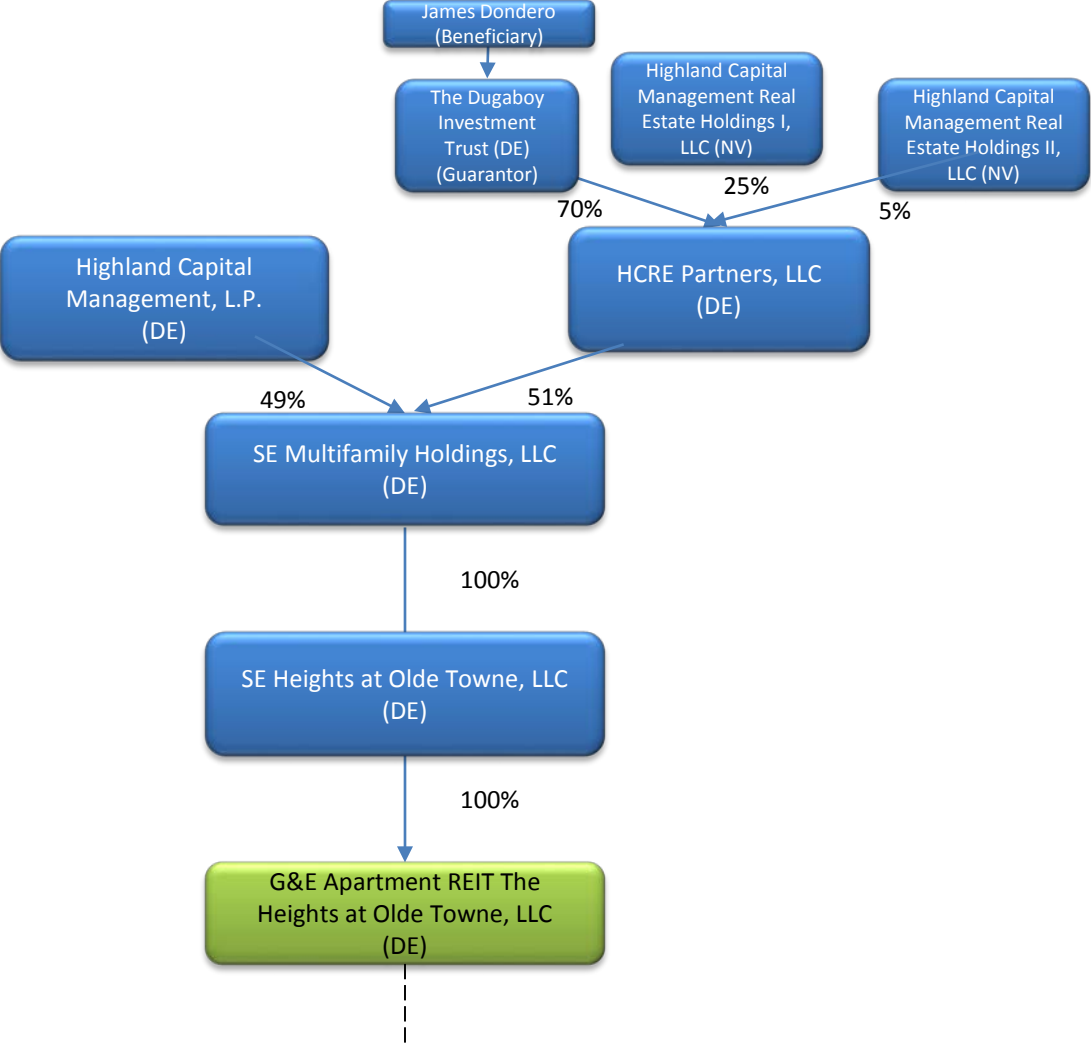 James Dondero
(Beneficiary)
The Dugaboy
Investment
Trust (DE)
(Guarantor)
Highland Capital
Management Real
Estate Holdings I,
LLC (NV)
Highland Capital
Management Real
Estate Holdings II,
LLC (NV)
70%
25%
5%
Highland Capital
Management, L.P.
(DE)
HCRE Partners, LLC
(DE)
49%
51%
SE Multifamily Holdings, LLC
(DE)
100%
SE Heights at Olde Towne, LLC
(DE)
100%
G&E Apartment REIT The
Heights at Olde Towne, LLC
(DE)